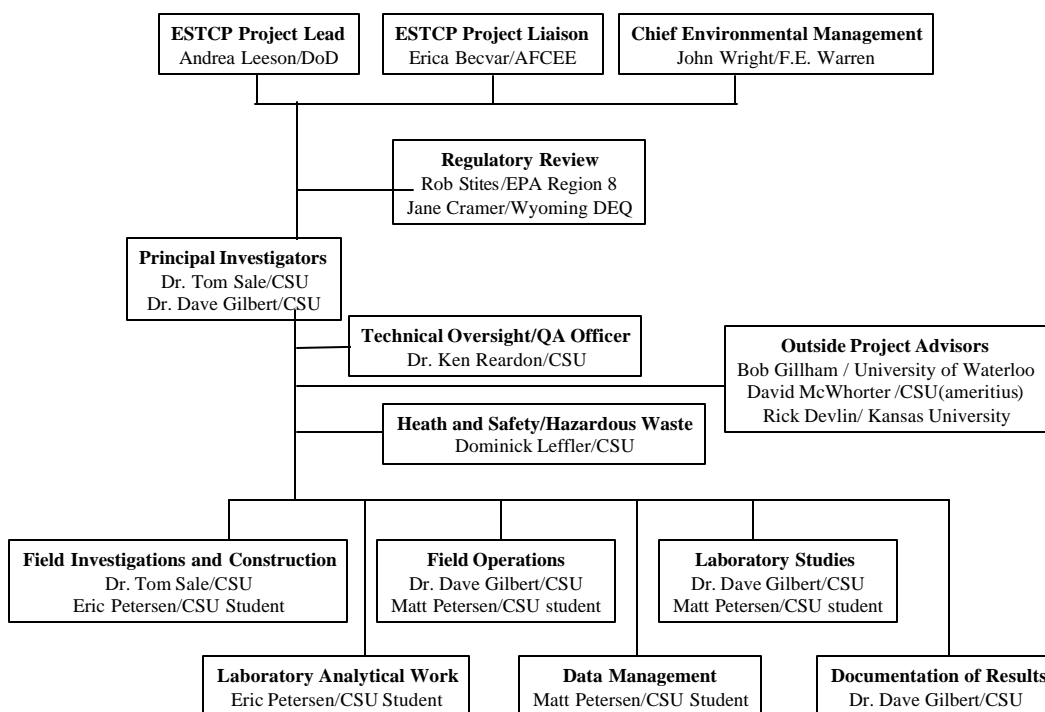 ESTCP Project Lead
Andrea Leeson/DoD
ESTCP Project Liaison
Erica Becvar/AFCEE
Chief Environmental Management
John Wright/F.E. Warren
Regulatory Review
Rob Stites/EPA Region 8
Jane Cramer/Wyoming DEQ
Principal Investigators
Dr. Tom Sale/CSU
Dr. Dave Gilbert/CSU
Technical Oversight/QA Officer
Dr. Ken Reardon/CSU
Outside Project Advisors
Bob Gillham / University of Waterloo
David McWhorter /CSU(ameritius)
Rick Devlin/ Kansas University
Heath and Safety/Hazardous Waste
Dominick Leffler/CSU
Field Investigations and Construction
Dr. Tom Sale/CSU
Eric Petersen/CSU Student
Field Operations
Dr. Dave Gilbert/CSU
Matt Petersen/CSU student
Laboratory Studies
Dr. Dave Gilbert/CSU
Matt Petersen/CSU student
Laboratory Analytical Work
Eric Petersen/CSU Student
Data Management
Matt Petersen/CSU Student
Documentation of Results
Dr. Dave Gilbert/CSU